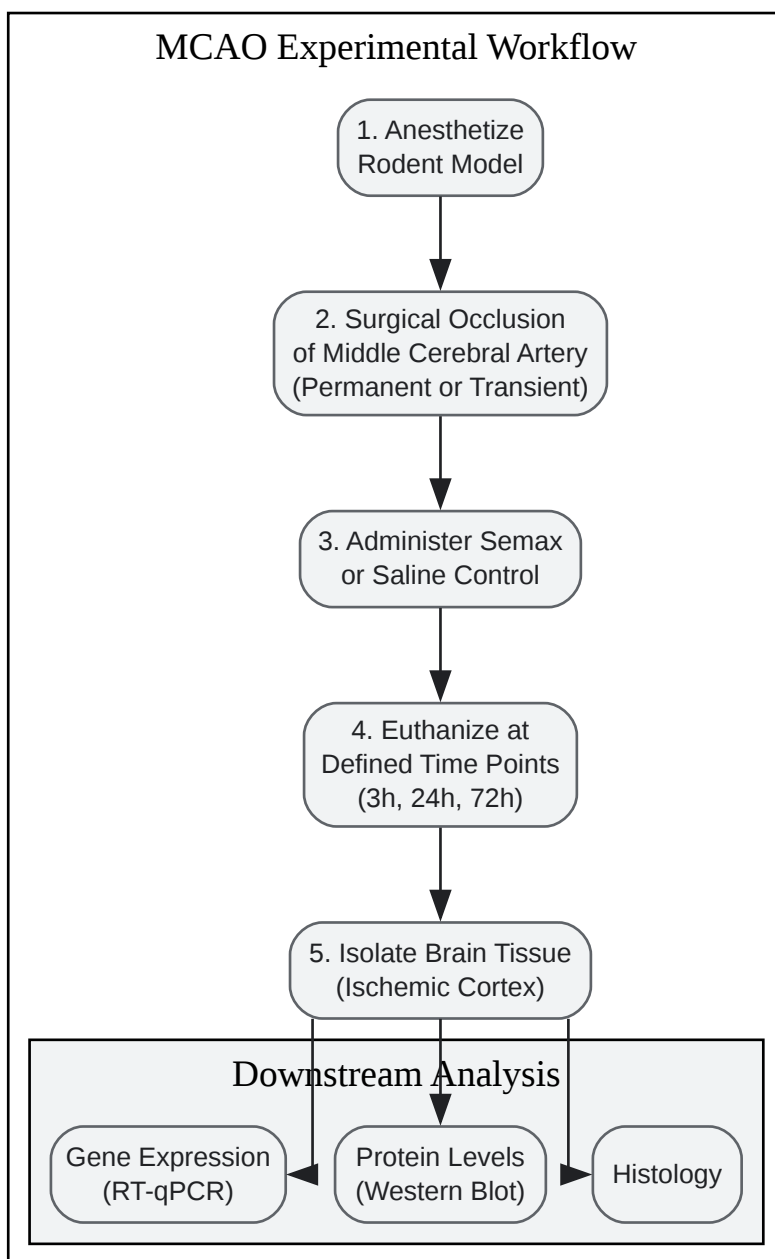 MCAO Experimental Workflow
1. Anesthetize
Rodent Model
2. Surgical Occlusion
of Middle Cerebral Artery
(Permanent or Transient)
3. Administer Semax
or Saline Control
4. Euthanize at
Defined Time Points
(3h, 24h, 72h)
5. Isolate Brain Tissue
(Ischemic Cortex)
Downstream Analysis
Gene Expression
(RT-qPCR)
Protein Levels
(Western Blot)
Histology